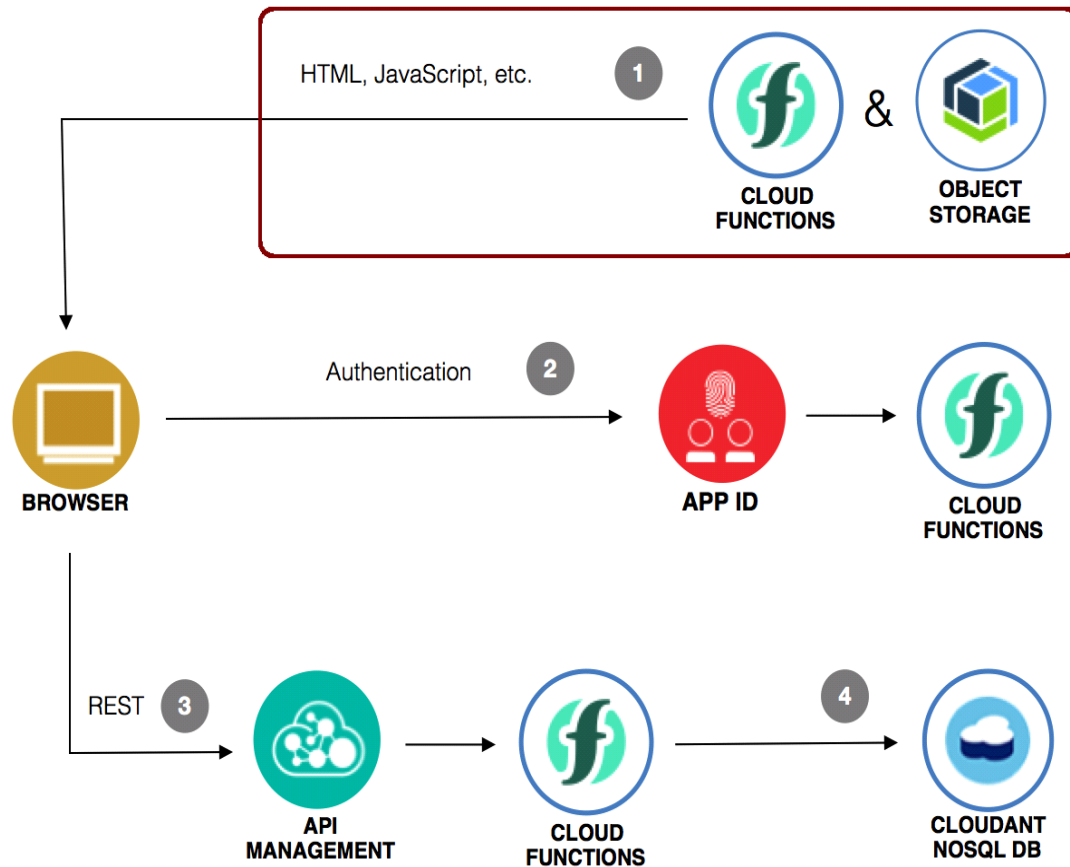 HTML, JavaScript, etc.
1
&
CLOUD
FUNCTIONS
OBJECT
STORAGE
Authentication
2
BROWSER
APP ID
CLOUD
FUNCTIONS
REST
3
4
API
MANAGEMENT
CLOUD
FUNCTIONS
CLOUDANT
NOSQL DB